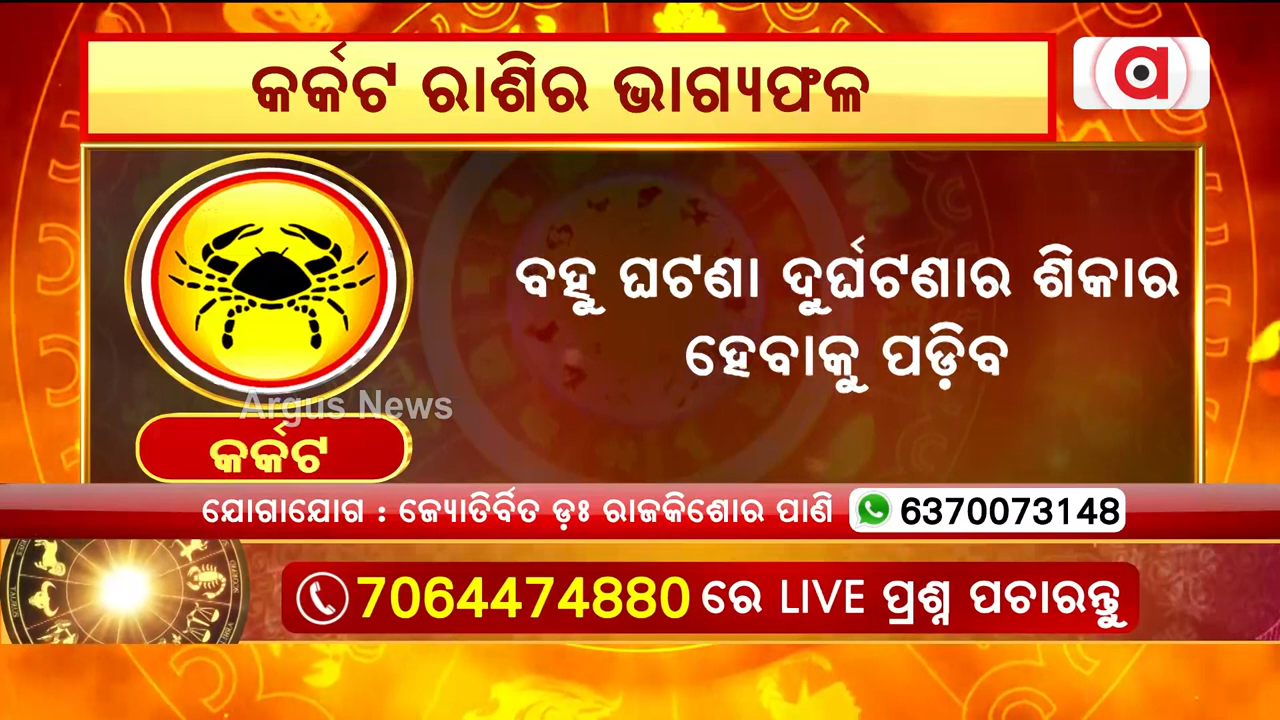 କର୍କଟ ରାଶିର ଭାଗ୍ୟଫଳ
a
ବହୁ ଘଟଣା ଦୁର୍ଘଟଣାର ଶିକାର
ହେବାକୁ ପଡ଼ିବ
Argus News
କର୍କଟ
ଯୋଗାଯୋଗ : ଜ୍ୟୋତିର୍ବିତ ଡ଼ଃ ରାଜକିଶୋର ପାଣି 6370073148
7064474880 ରେ LIVE ପ୍ରଶ୍ନ ପଚାରନ୍ତୁ